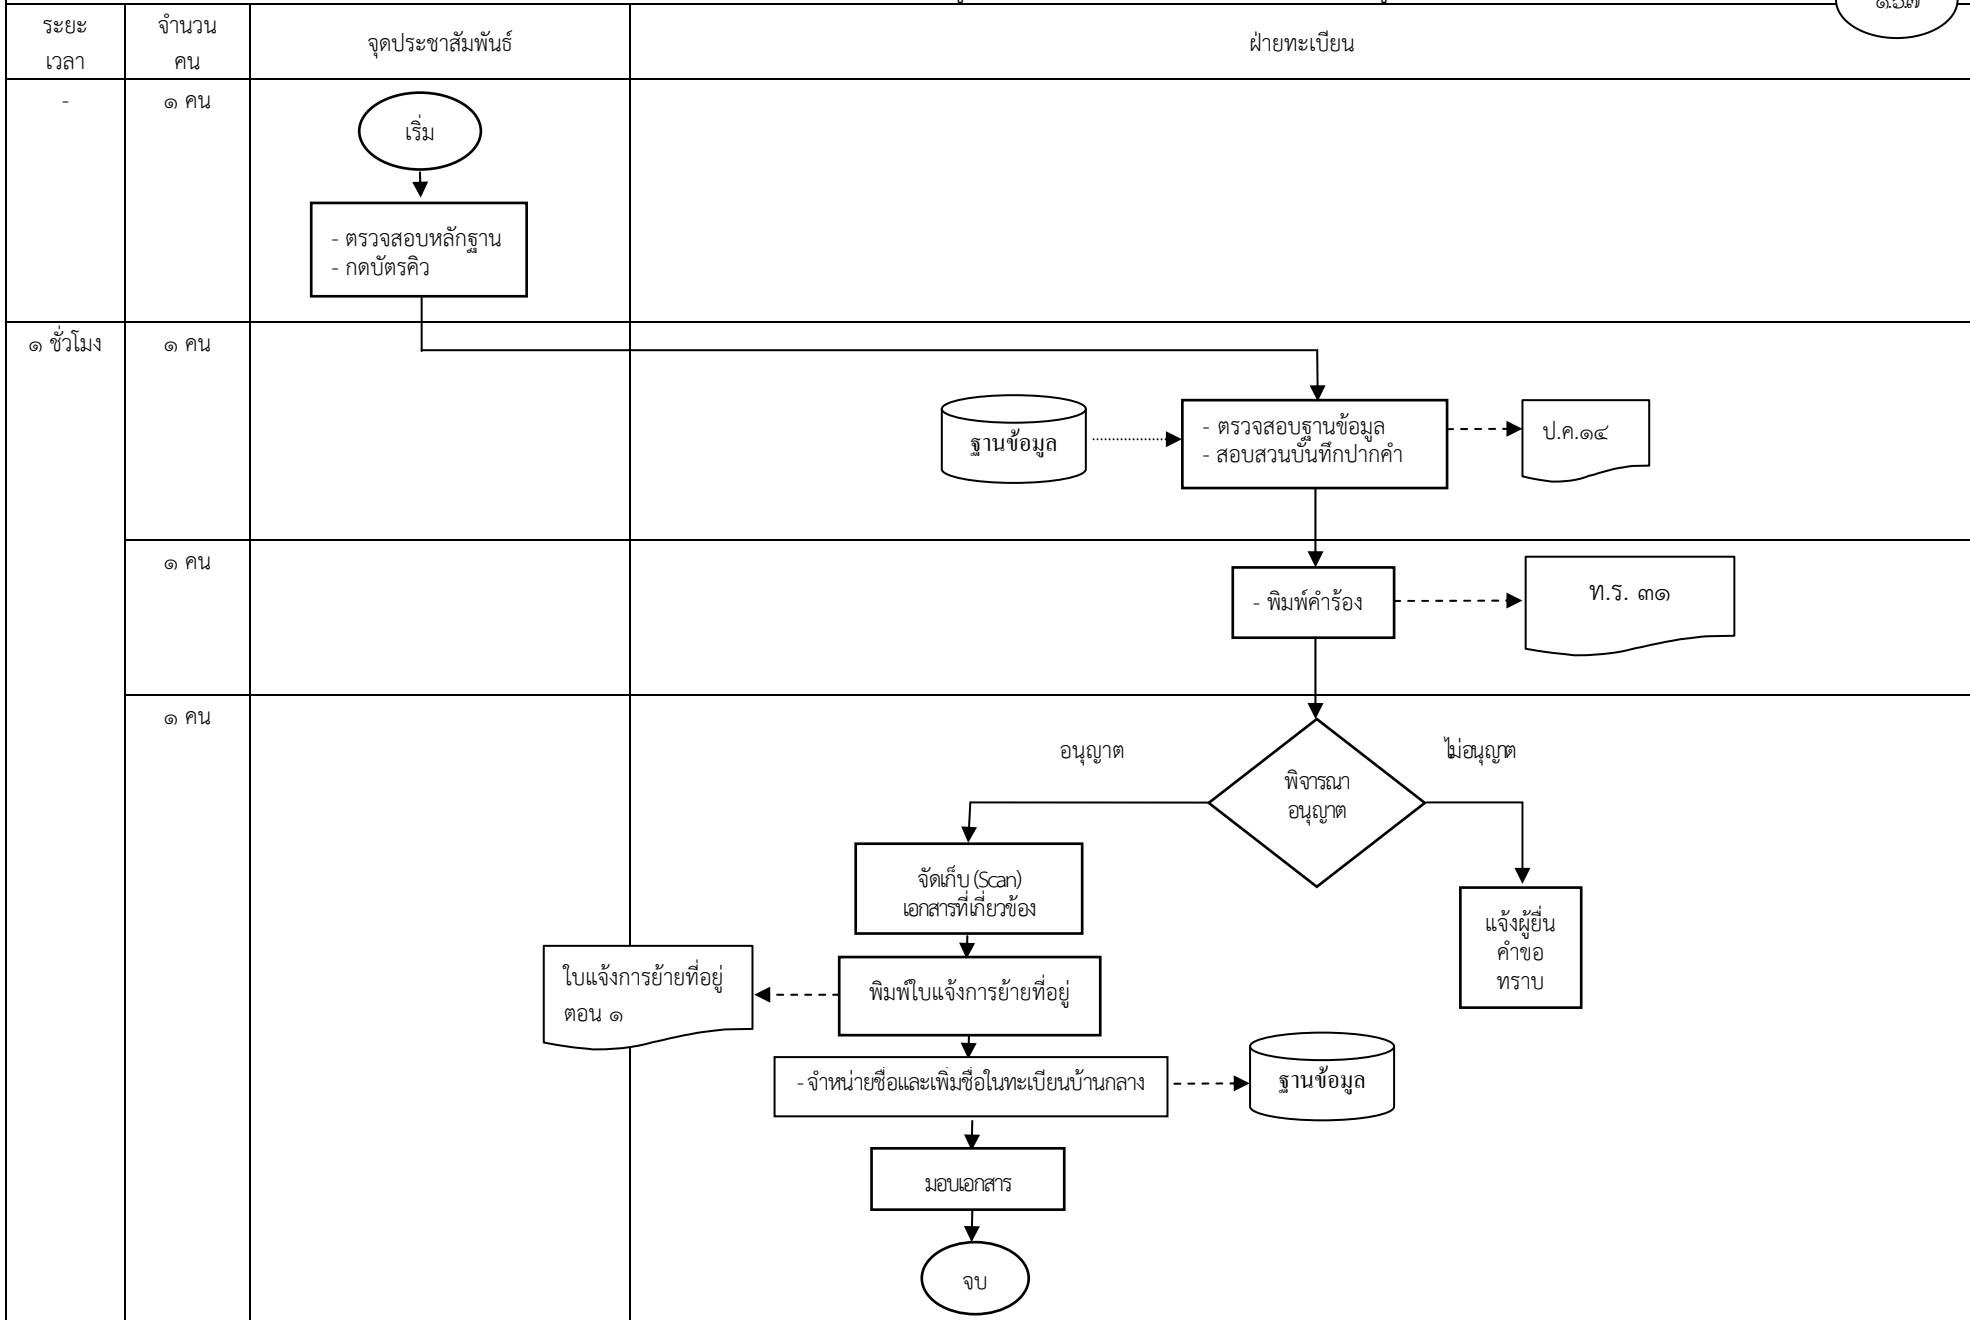 ระยะ
เวลา
จำนวน
คน
จุดประชาสัมพันธ์
ฝ่ายทะเบียน
-
๑ คน
เริ่ม
- ตรวจสอบหลักฐาน
- กดบัตรคิว
๑ ชั่วโมง
๑ คน
ฐานข้อมูล
- ตรวจสอบฐานข้อมูล
- สอบสวนบันทึกปากคำ
ป.ค.๑๔
๑ คน
- พิมพ์คำร้อง
ท.ร. ๓๑
๑ คน
อนุญาต
ไม่อนุญาต
พิจารณา
อนุญาต
จัดเก็บ (Scan)
เอกสารที่เกี่ยวข้อง
แจ้งผู้ยื่น
คำขอ
ทราบ
ใบแจ้งการย้ายที่อยู่
ตอน ๑
พิมพ์ใบแจ้งการย้ายที่อยู่
- จำหน่ายชื่อและเพิ่มชื่อในทะเบียนบ้านกลาง
ฐานข้อมูล
มอบเอกสาร
จบ